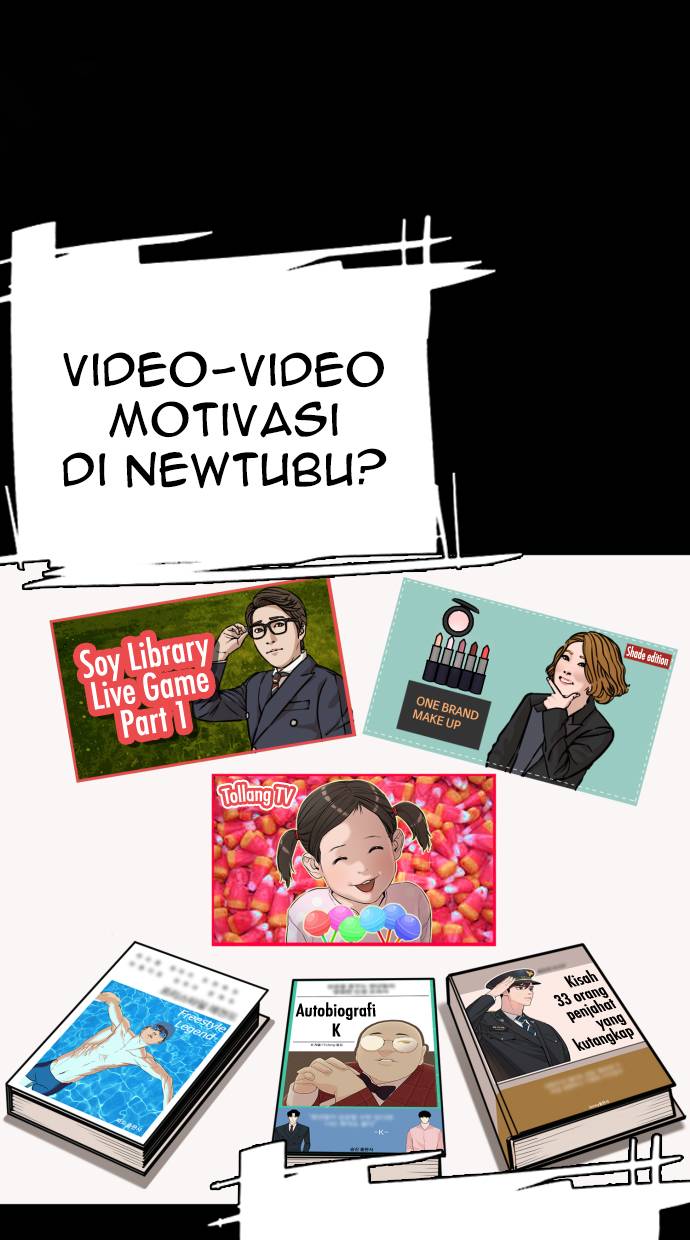 VIDEO-VIDEO
MOTIVASI
DI NEWTUBU?
Soy Library
Live Game
Part 1
Shade edition
ONE BRAND
MAKE UP
Tollang TV
Freestyle
Legend
Autobiografi
K
-K-
Kisah
33 orang
penjahat
yang
kutangkap